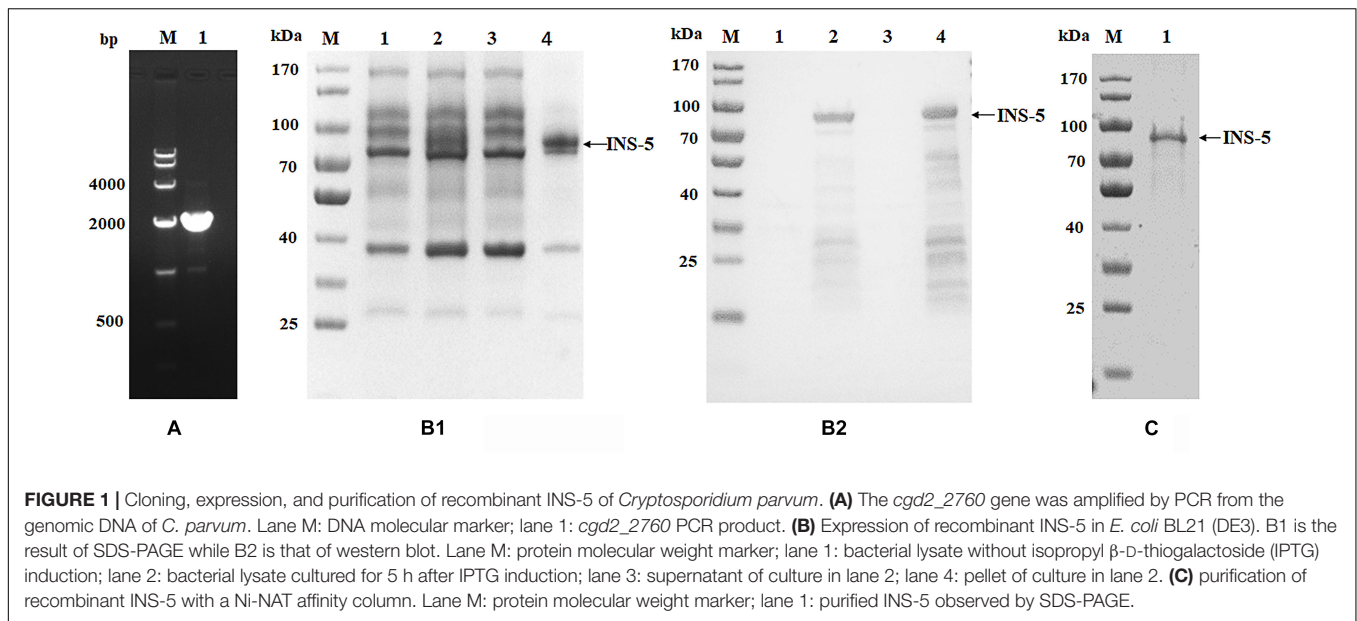 bp M 1
4000
2000
500
A
kDa M 1 2 3 4
170
100
70
40
25
INS-5
B1
kDa M 1 2 3 4
170
100
70
40
25
INS-5
B2
kDa M 1
170
100
70
40
25
INS-5
C
FIGURE 1 | Cloning, expression, and purification of recombinant INS-5 of Cryptosporidium parvum. (A) The cgd2_2760 gene was amplified by PCR from the
genomic DNA of C. parvum. Lane M: DNA molecular marker; lane 1: cgd2_2760 PCR product. (B) Expression of recombinant INS-5 in E. coli BL21 (DE3). B1 is the
result of SDS-PAGE while B2 is that of western blot. Lane M: protein molecular weight marker; lane 1: bacterial lysate without isopropyl β-D-thiogalactoside (IPTG)
induction; lane 2: bacterial lysate cultured for 5 h after IPTG induction; lane 3: supernatant of culture in lane 2; lane 4: pellet of culture in lane 2. (C) purification of
recombinant INS-5 with a Ni-NAT affinity column. Lane M: protein molecular weight marker; lane 1: purified INS-5 observed by SDS-PAGE.